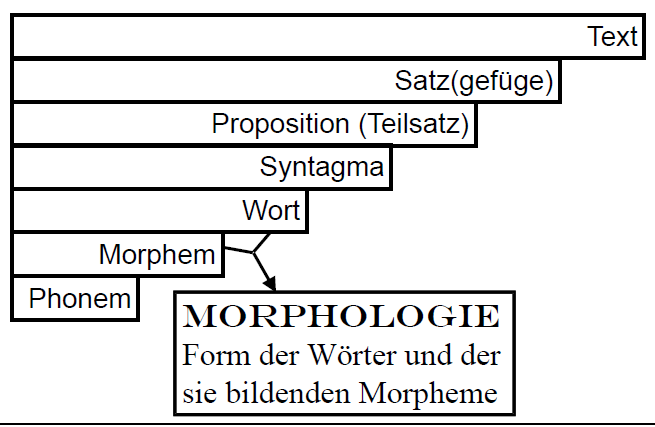 Text
Satz(gefüge)
Proposition (Teilsatz)
Syntagma
Wort
Morphem
Phonem
MORPHOLOGIE
Form der Wörter und der
sie bildenden Morpheme